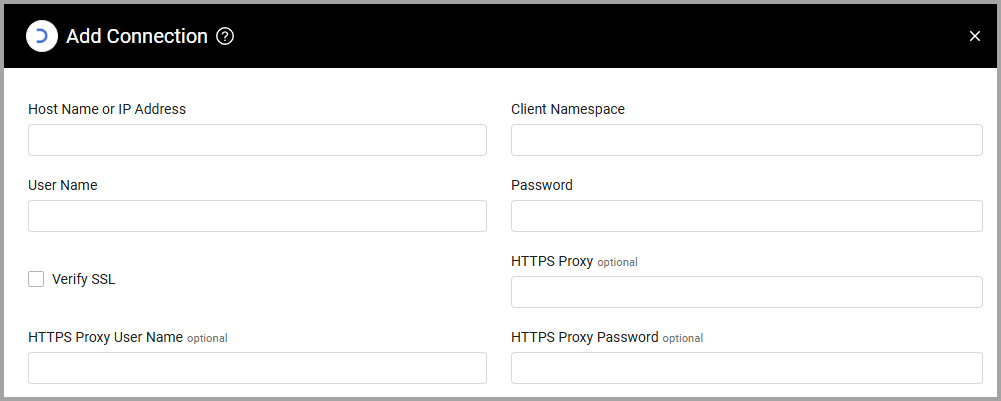 Add Connection ?
Host Name or IP Address
Client Namespace
User Name
Password
Verify SSL
HTTPS Proxy optional
HTTPS Proxy User Name optional
HTTPS Proxy Password optional